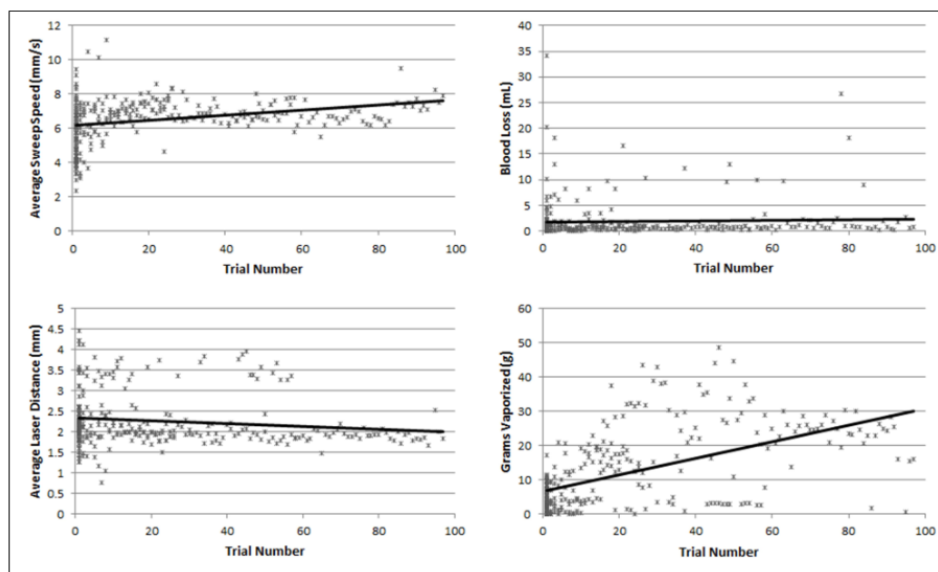 Average Sweep Speed (mm/s)
12
10
8
6
4
2
0
0 20 40 60 80 100
Trial Number
Blood Loss (mL)
40
35
30
25
20
15
10
5
0
0 20 40 60 80 100
Trial Number
Average Laser Distance (mm)
5
4.5
4
3.5
3
2.5
2
1.5
1
0.5
0
0 20 40 60 80 100
Trial Number
Grams Vaporized (g)
60
50
40
30
20
10
0
0 20 40 60 80 100
Trial Number